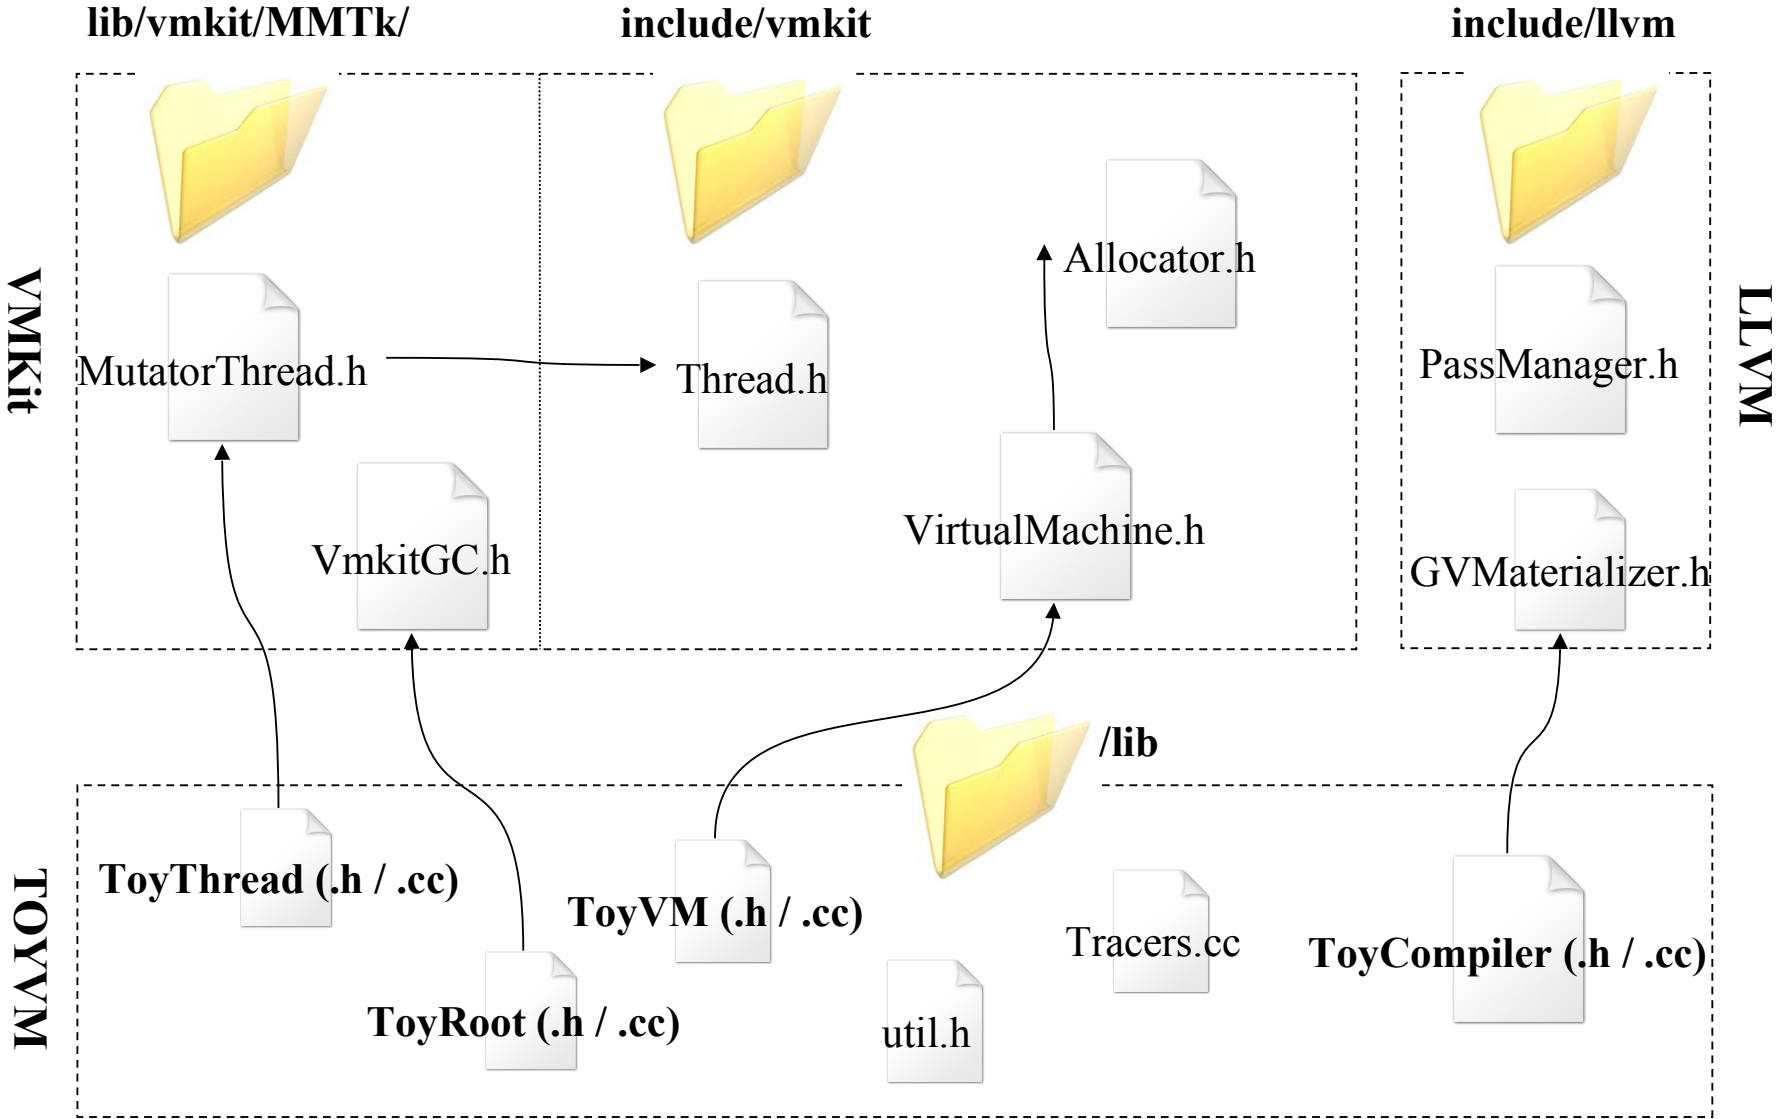 lib/vmkit/MMTk/
include/vmkit
include/llvm
VMKit
LLVM
Allocator.h
MutatorThread.h
Thread.h
PassManager.h
VmkitGC.h
VirtualMachine.h
GVMaterializer.h
/lib
TOYVM
ToyThread (.h / .cc)
ToyVM (.h / .cc)
Tracers.cc
ToyCompiler (.h / .cc)
ToyRoot (.h / .cc)
util.h